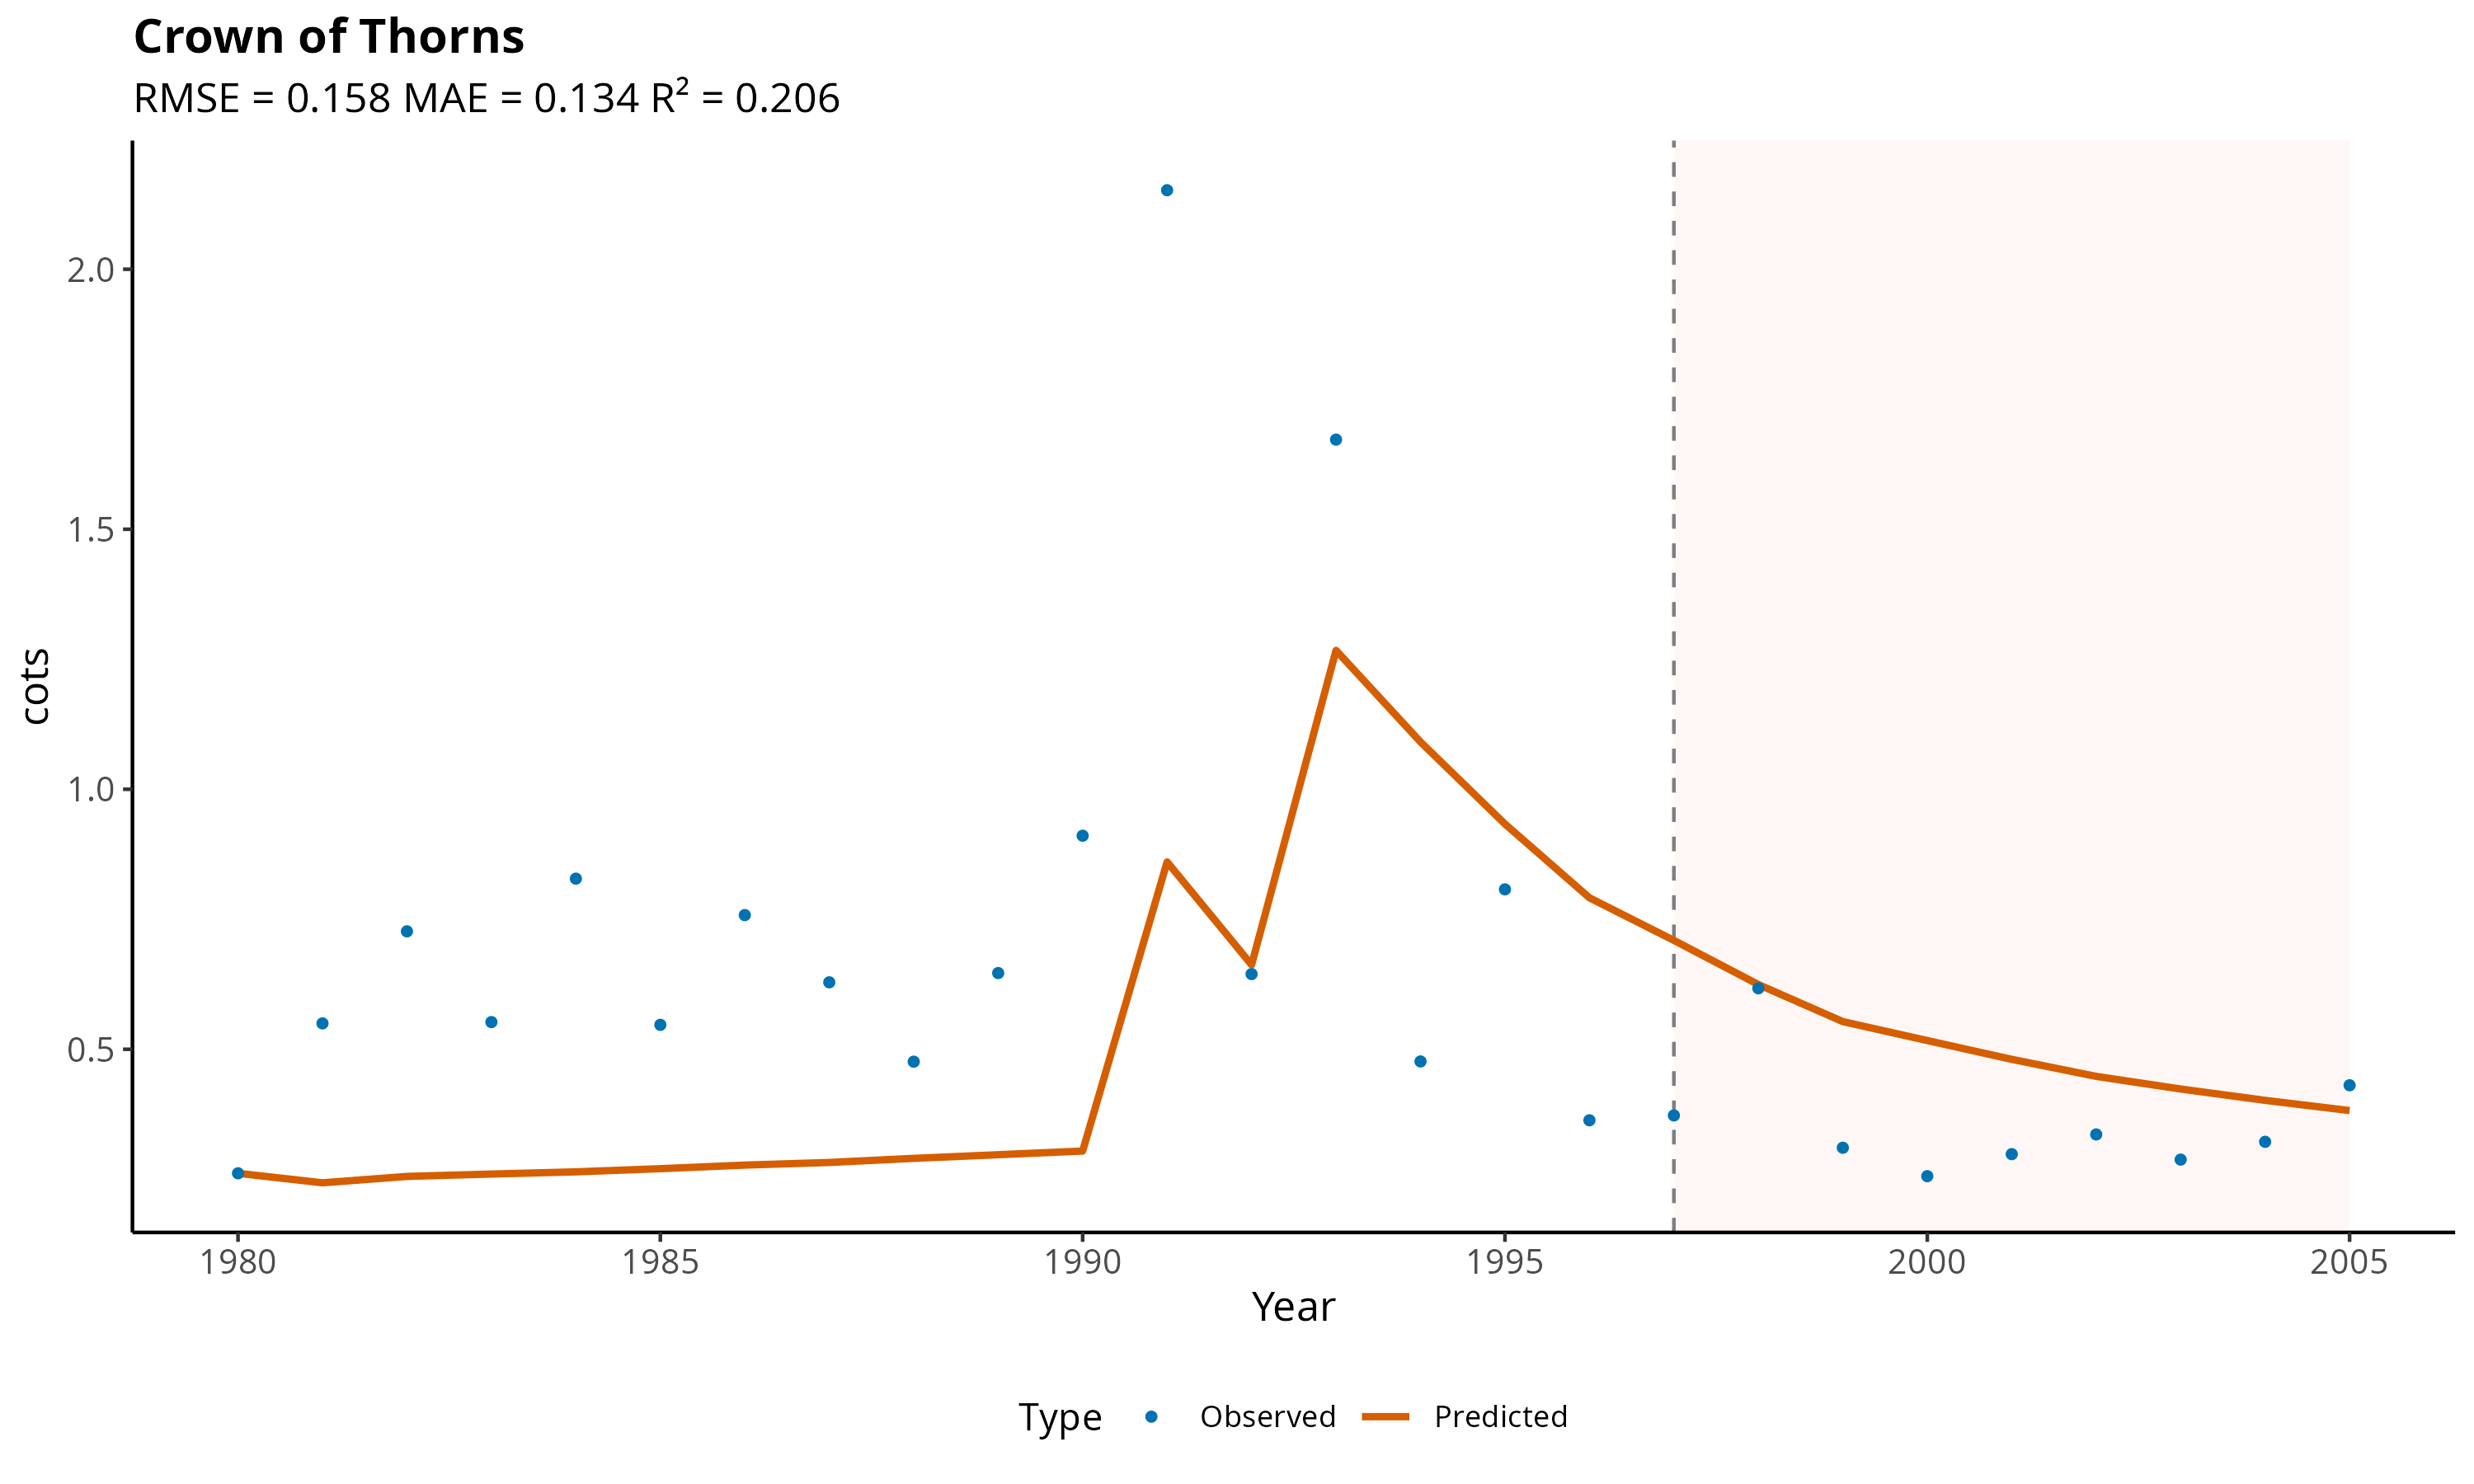 Crown of Thorns
RMSE = 0.158 MAE = 0.134 R² = 0.206
cots
2.0
1.5
1.0
0.5
1980 1985 1990 1995 2000 2005
Year
Type Observed Predicted